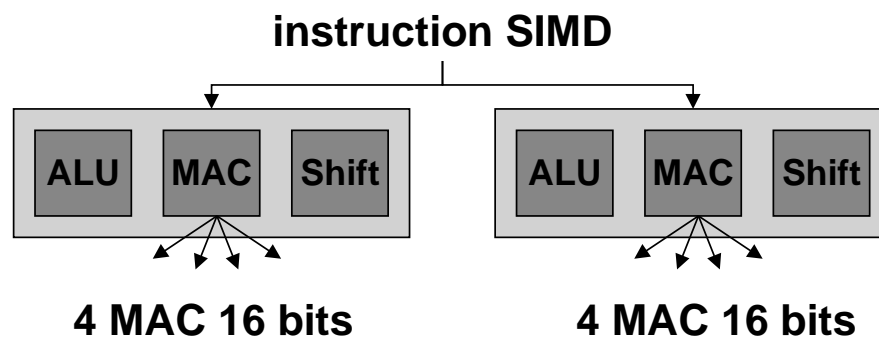 instruction SIMD
ALU MAC Shift ALU MAC Shift
4 MAC 16 bits 4 MAC 16 bits